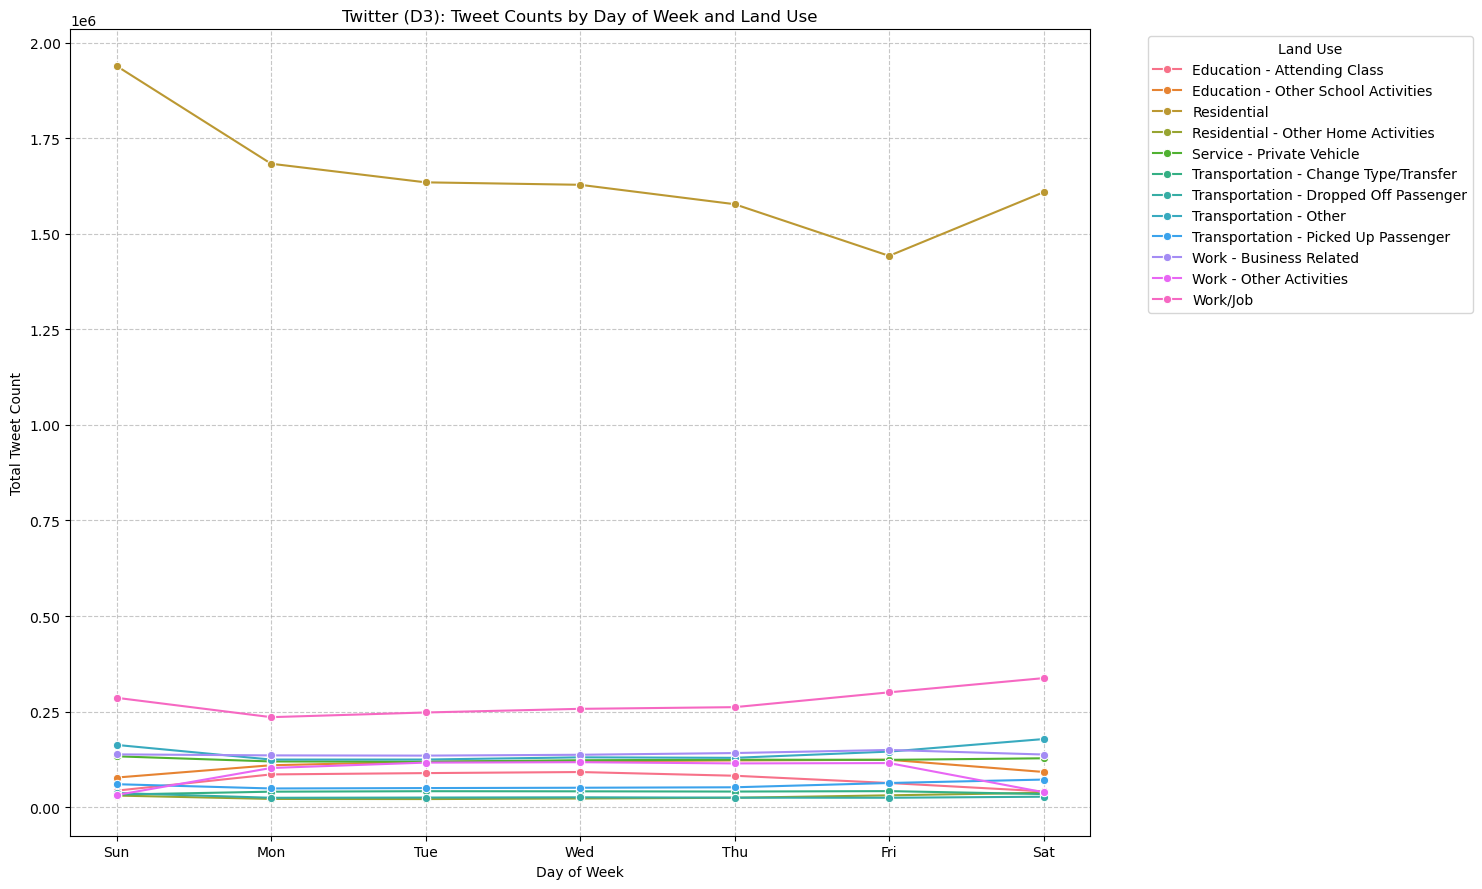 Twitter (D3): Tweet Counts by Day of Week and Land Use
1e6
2.00
1.75
1.50
1.25
1.00
0.75
0.50
0.25
0.00
Total Tweet Count
Sun Mon Tue Wed Thu Fri Sat
Day of Week
Land Use
Education - Attending Class
Education - Other School Activities
Residential
Residential - Other Home Activities
Service - Private Vehicle
Transportation - Change Type/Transfer
Transportation - Dropped Off Passenger
Transportation - Other
Transportation - Picked Up Passenger
Work - Business Related
Work - Other Activities
Work/Job